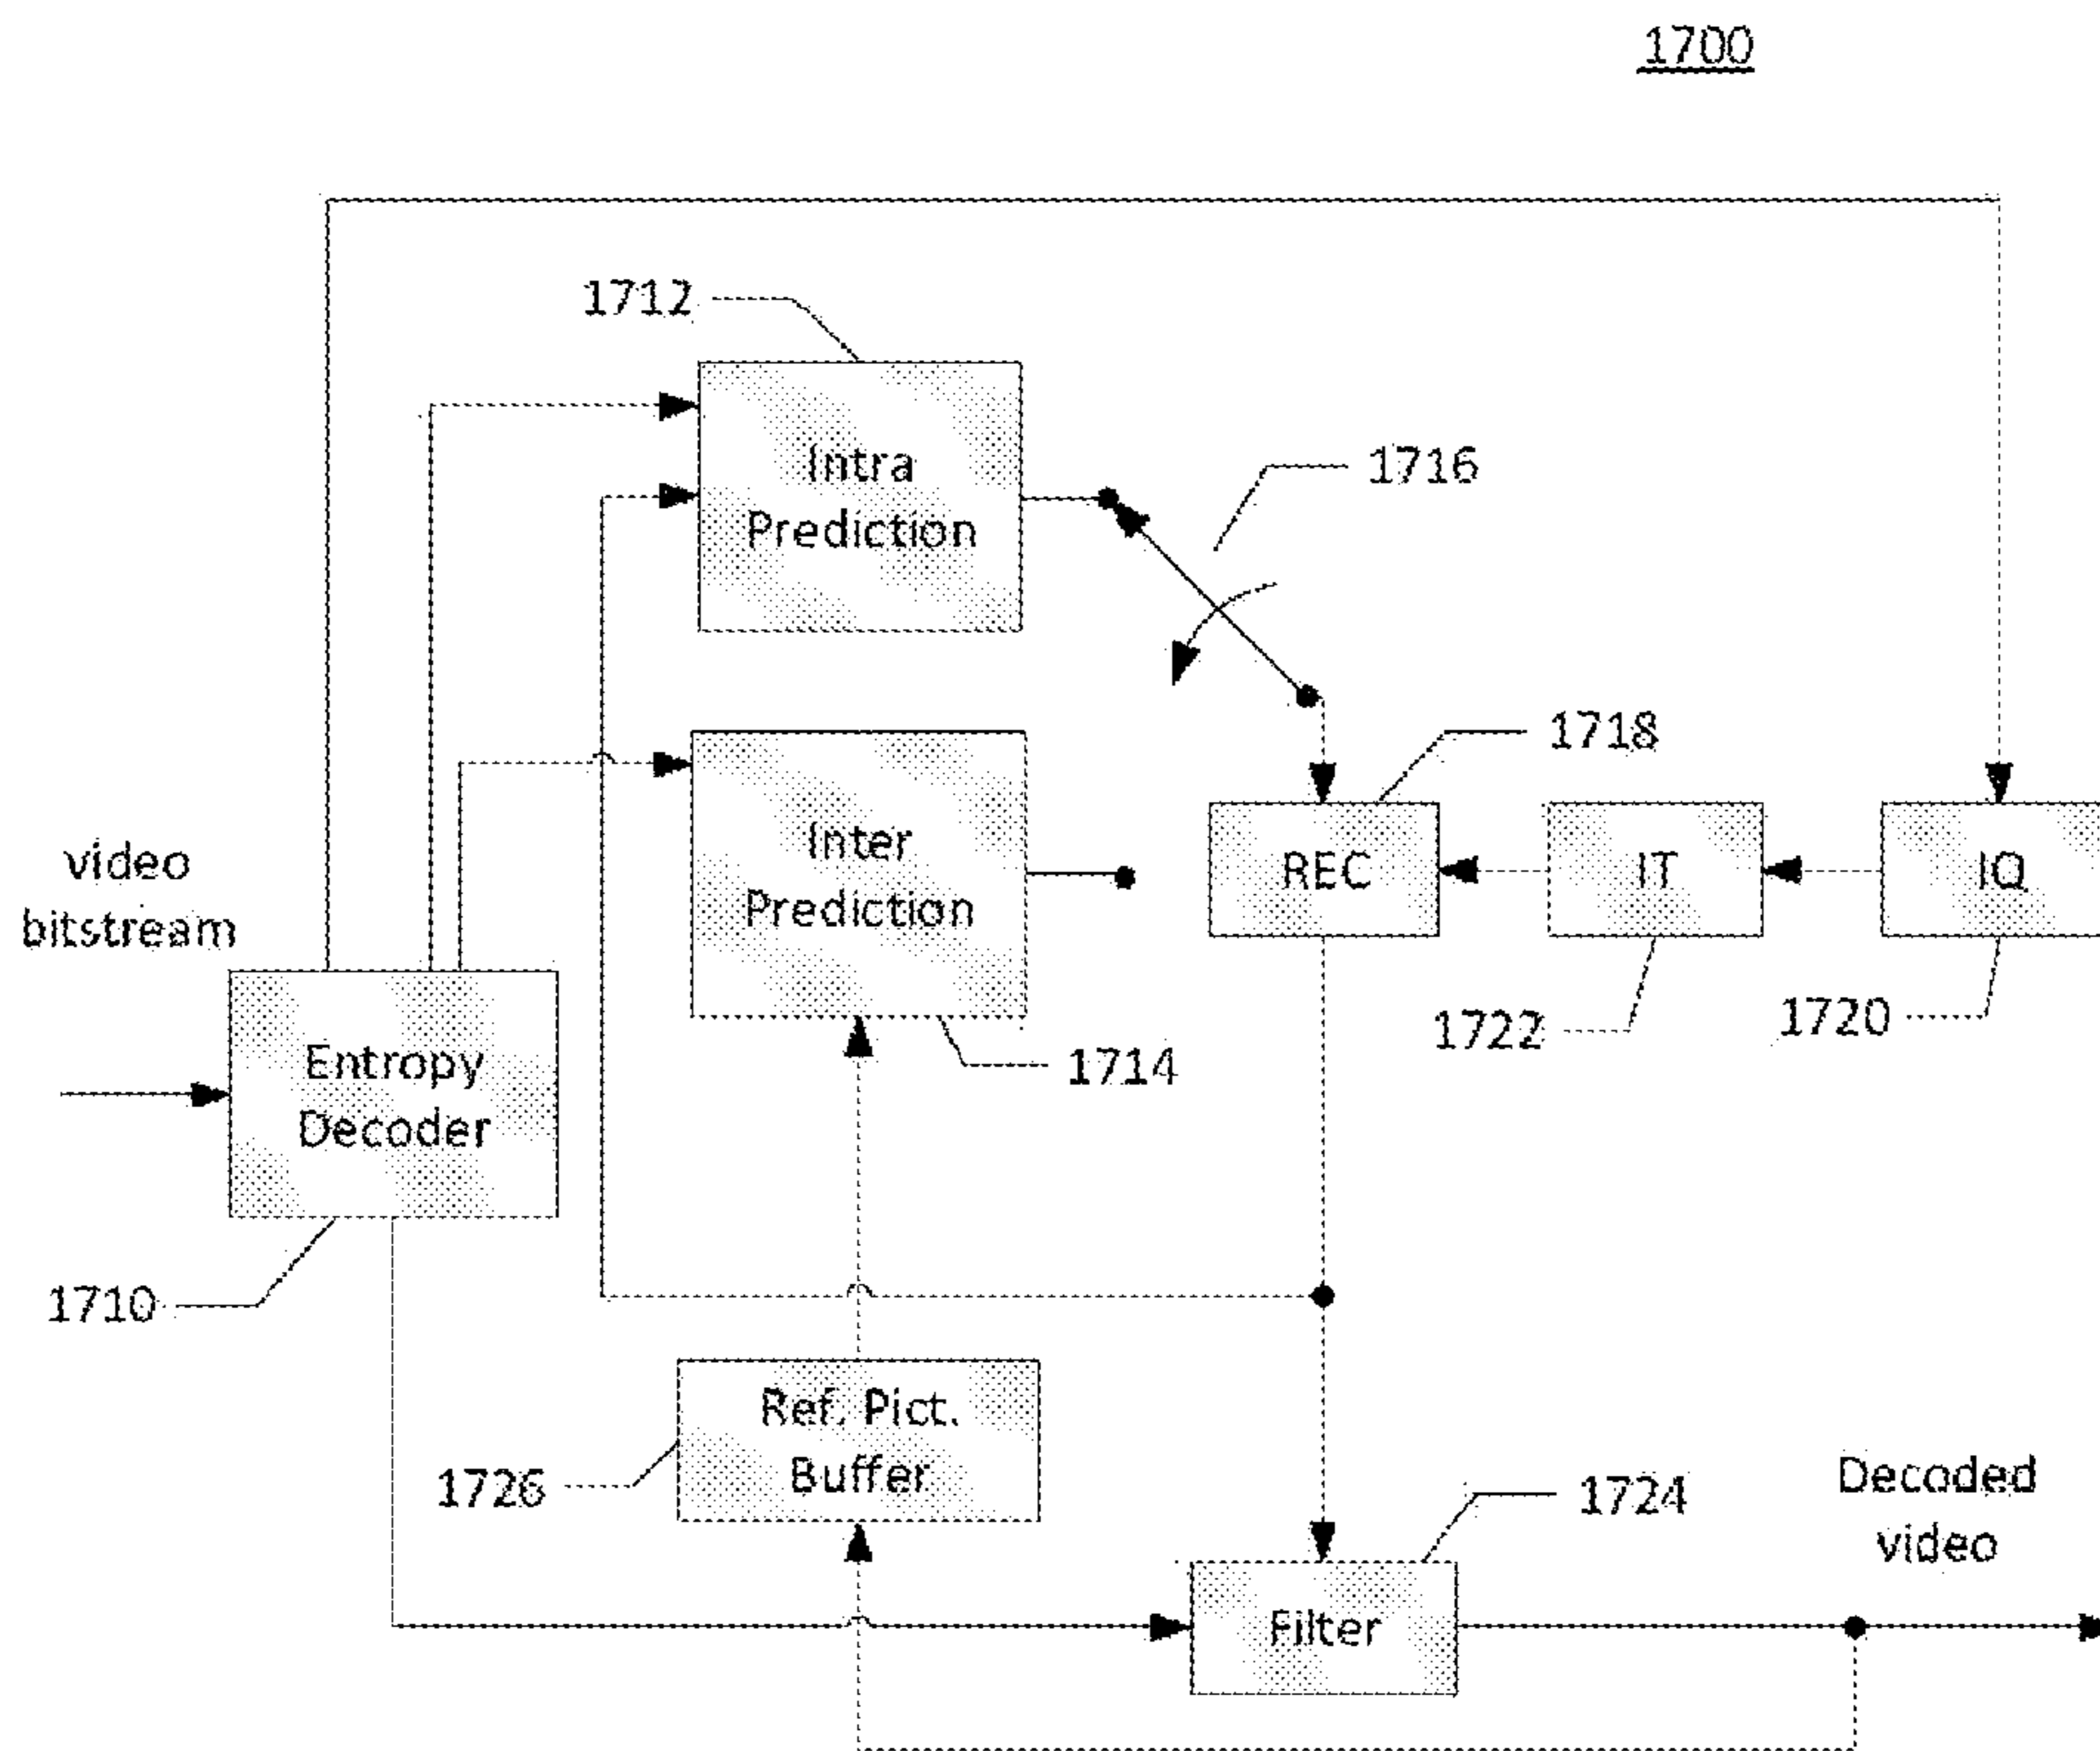 1700
1712
Intra
Prediction
1716
1718
video
bitstream
Inter
Prediction
REC
IT
IQ
1722
1720
1714
Entropy
Decoder
1710
Ref. Pict.
Buffer
1726
1724
Decoded
video
Filter